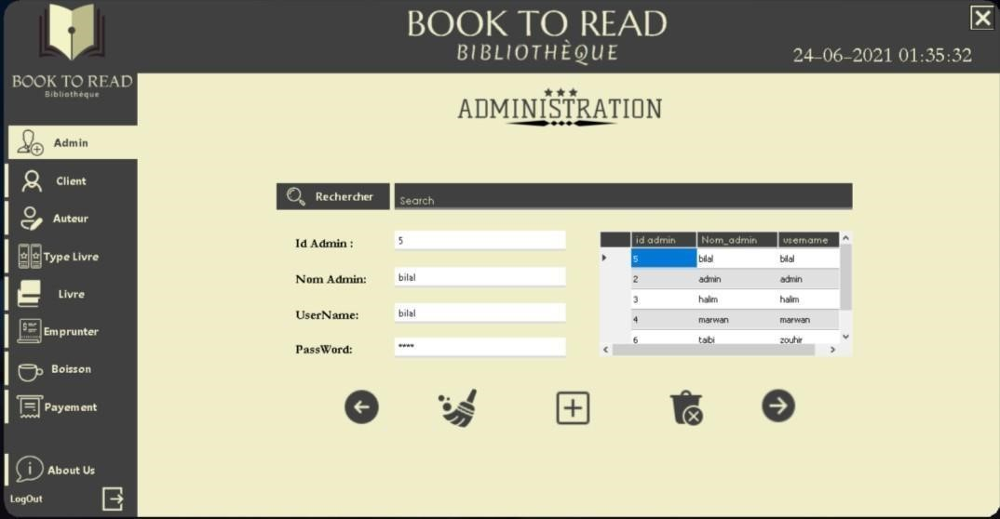 BOOK TO READ
BIBLIOTHÈQUE
24-06-2021 01:35:32
BOOK TO READ
Bibliothéque
ADMINISTRATION
Admin
Client
Auteur
Type Livre
Livre
Emprunter
Boisson
Payement
About Us
LogOut
Rechercher
Search
Id Admin : 5
Nom Admin: bilal
UserName: bilal
PassWord: ****
id admin Nom_admin username
5 bilal bilal
2 admin admin
3 halim halim
4 marwan marwan
6 taibi zouhir